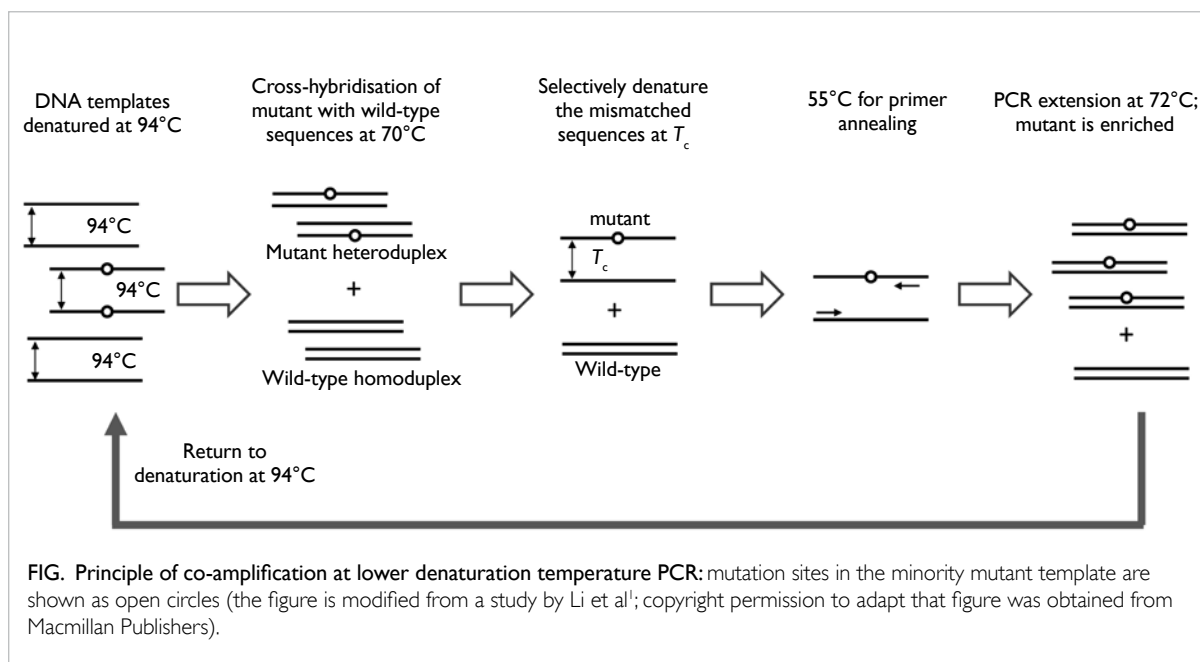 DNA templates
denatured at 94°C
Cross-hybridisation of
mutant with wild-type
sequences at 70°C
Selectively denature
the mismatched
sequences at Tc
55°C for primer
annealing
PCR extension at 72°C;
mutant is enriched
94°C
94°C
94°C
Mutant heteroduplex
+
Wild-type homoduplex
mutant
Tc
+
Wild-type
+
Return to
denaturation at 94°C
FIG. Principle of co-amplification at lower denaturation temperature PCR: mutation sites in the minority mutant template are
shown as open circles (the figure is modified from a study by Li et al¹; copyright permission to adapt that figure was obtained from
Macmillan Publishers).